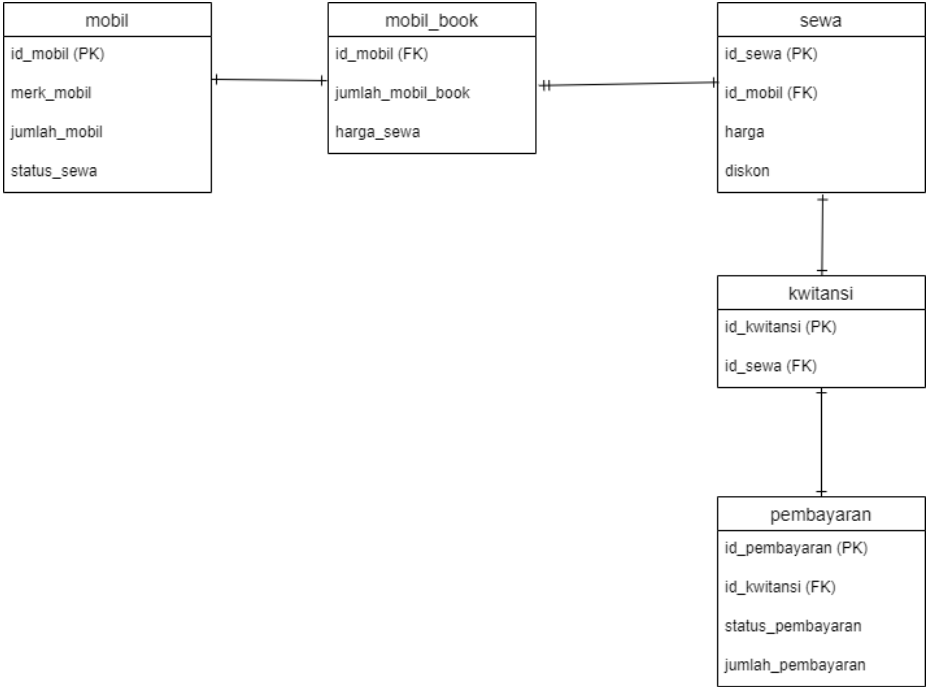 mobil
id_mobil (PK)
merk_mobil
jumlah_mobil
status_sewa
mobil_book
id_mobil (FK)
jumlah_mobil_book
harga_sewa
sewa
id_sewa (PK)
id_mobil (FK)
harga
diskon
kwitansi
id_kwitansi (PK)
id_sewa (FK)
pembayaran
id_pembayaran (PK)
id_kwitansi (FK)
status_pembayaran
jumlah_pembayaran